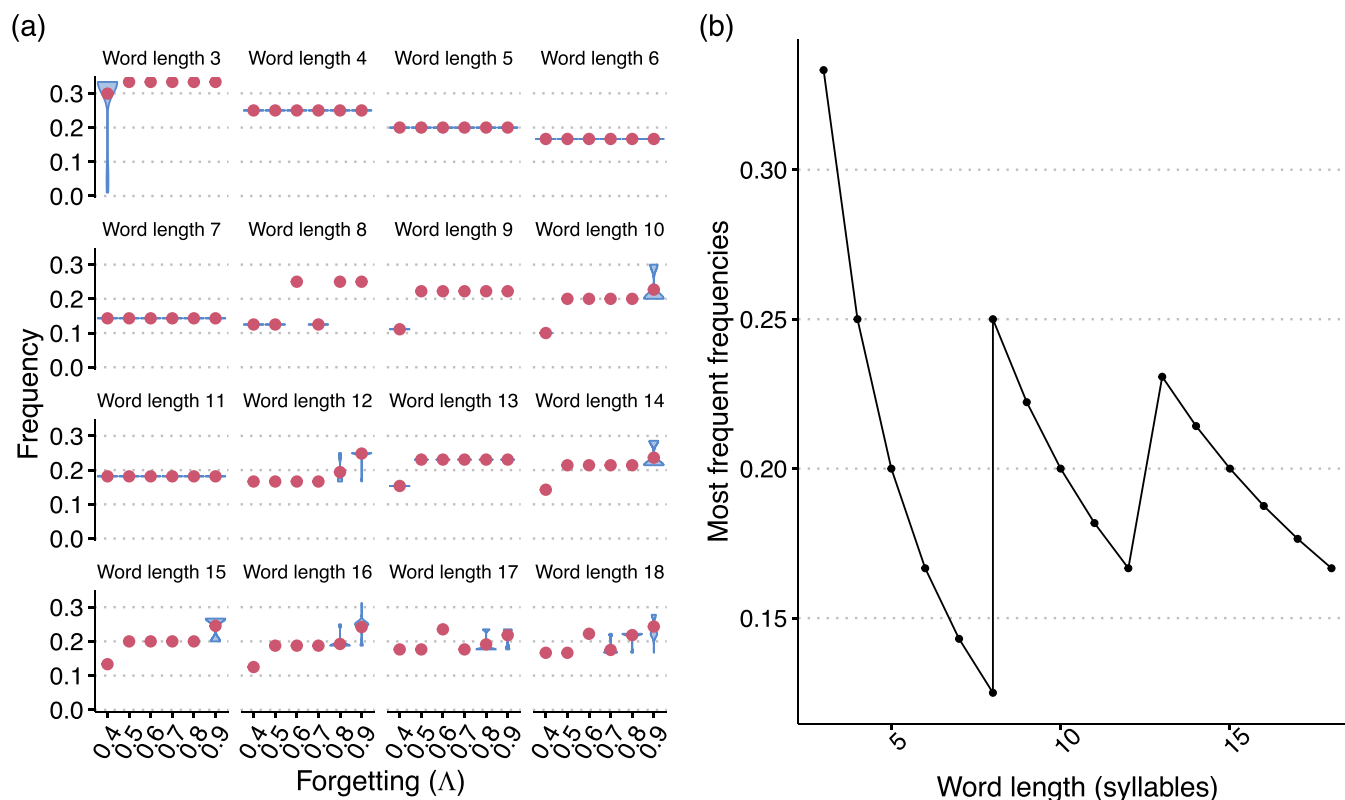 (a)
Word length 3 Word length 4 Word length 5 Word length 6
0.3
0.2
0.1
0.0
Word length 7 Word length 8 Word length 9 Word length 10
0.3
0.2
0.1
0.0
Word length 11 Word length 12 Word length 13 Word length 14
0.3
0.2
0.1
0.0
Word length 15 Word length 16 Word length 17 Word length 18
0.3
0.2
0.1
0.0
0.4 0.5 0.6 0.7 0.8 0.9 0.4 0.5 0.6 0.7 0.8 0.9 0.4 0.5 0.6 0.7 0.8 0.9 0.4 0.5 0.6 0.7 0.8 0.9
Frequency
Forgetting (Λ)
(b)
0.30
0.25
0.20
0.15
5 10 15
Most frequent frequencies
Word length (syllables)